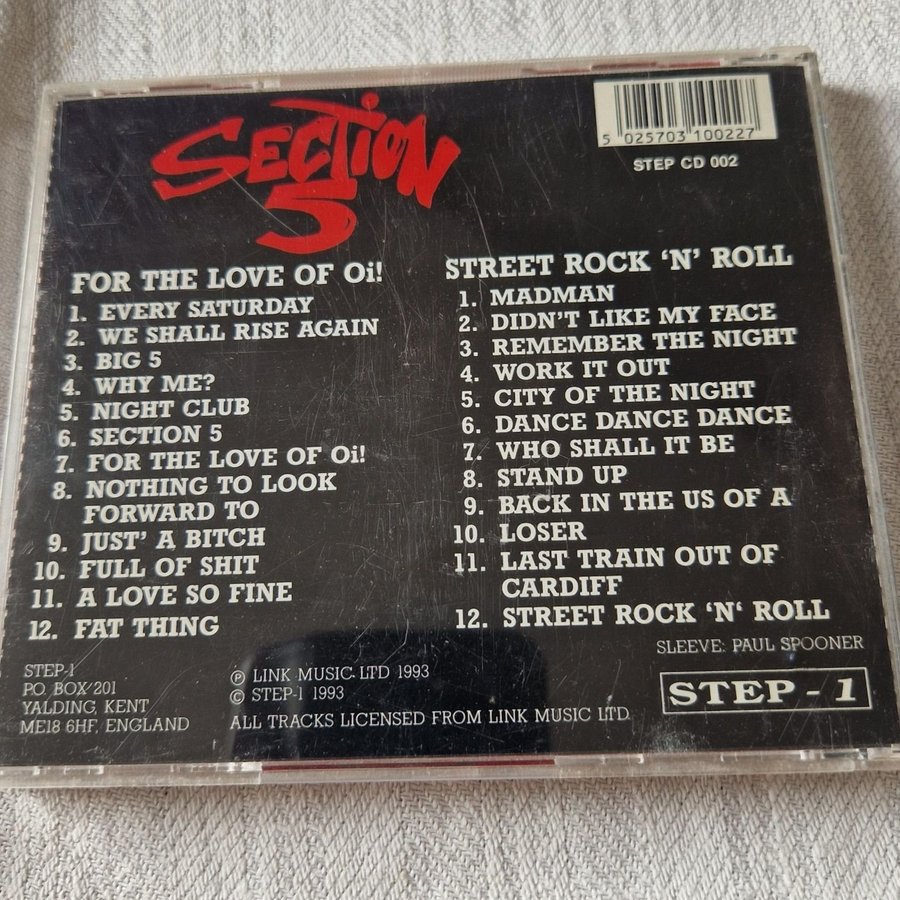 SECTION
5
5 025703 100227
STEP CD 002
FOR THE LOVE OF Oi!
1. EVERY SATURDAY
2. WE SHALL RISE AGAIN
3. BIG 5
4. WHY ME?
5. NIGHT CLUB
6. SECTION 5
7. FOR THE LOVE OF Oi!
8. NOTHING TO LOOK
FORWARD TO
9. JUST' A BITCH
10. FULL OF SHIT
11. A LOVE SO FINE
12. FAT THING
STREET ROCK 'N' ROLL
1. MADMAN
2. DIDN'T LIKE MY FACE
3. REMEMBER THE NIGHT
4. WORK IT OUT
5. CITY OF THE NIGHT
6. DANCE DANCE DANCE
7. WHO SHALL IT BE
8. STAND UP
9. BACK IN THE US OF A
10. LOSER
11. LAST TRAIN OUT OF
CARDIFF
12. STREET ROCK 'N' ROLL
SLEEVE: PAUL SPOONER
STEP-1
PO BOX 201
YALDING, KENT
ME18 6HF, ENGLAND
℗ LINK MUSIC LTD 1993
© STEP-1 1993
ALL TRACKS LICENSED FROM LINK MUSIC LTD.
STEP - 1